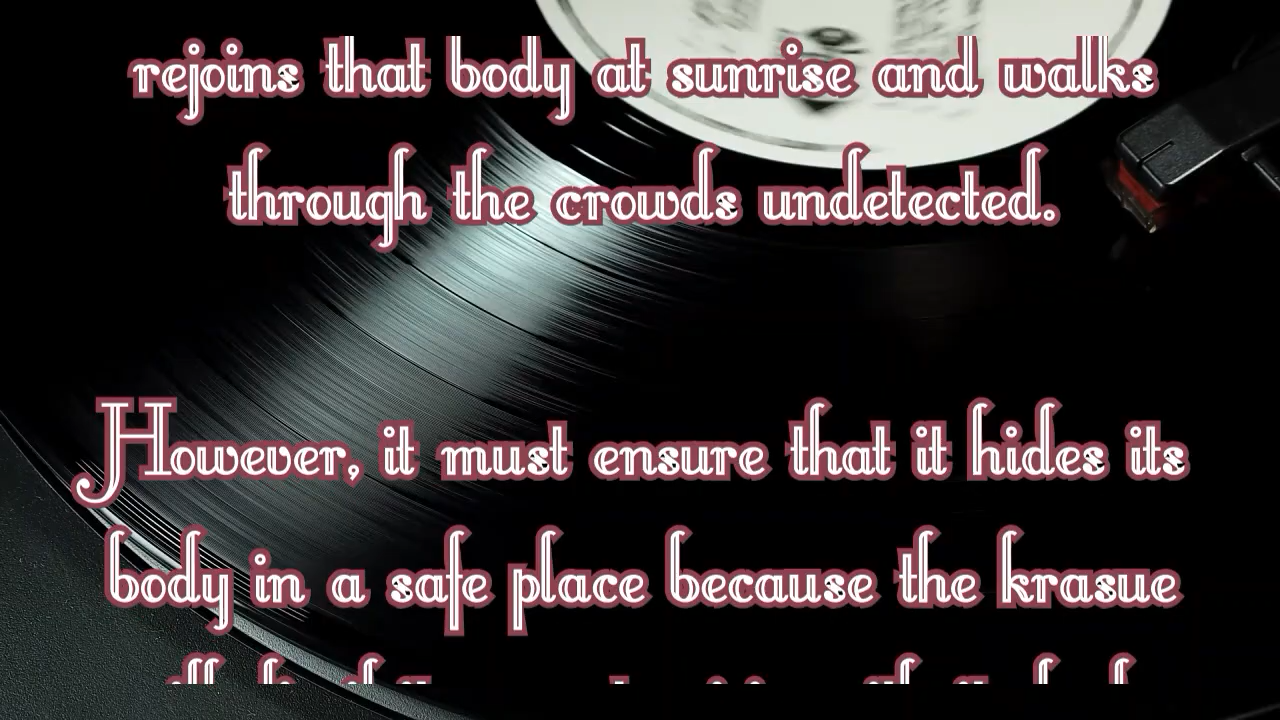 rejoins that body at sunrise and walks
through the crowds undetected.
However, it must ensure that it hides its
body in a safe place because the krasue